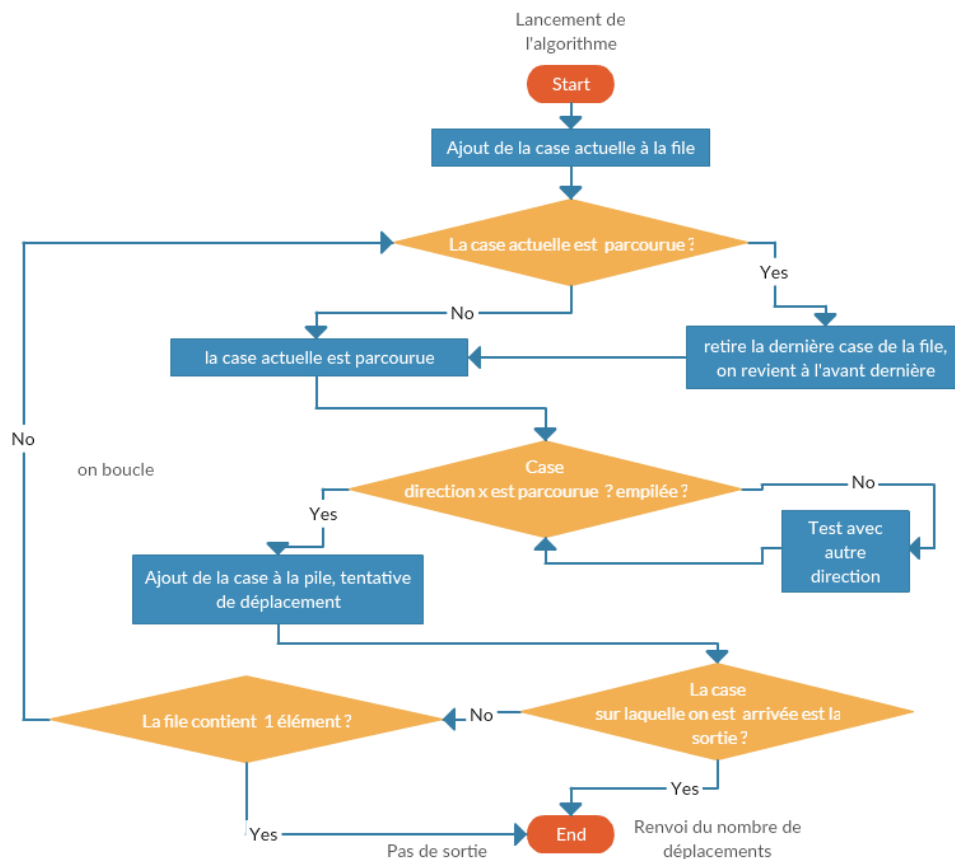 Lancement de
l'algorithme
Start
Ajout de la case actuelle à la file
La case actuelle est parcourue ?
Yes
No
la case actuelle est parcourue
retire la dernière case de la file,
on revient à l'avant dernière
No
on boucle
Case
direction x est parcourue ? empilée ?
No
Yes
Test avec
autre
direction
Ajout de la case à la pile, tentative
de déplacement
La case
sur laquelle on est arrivée est la
sortie ?
No
La file contient 1 élément ?
Yes
Yes
Pas de sortie
End
Renvoi du nombre de
déplacements